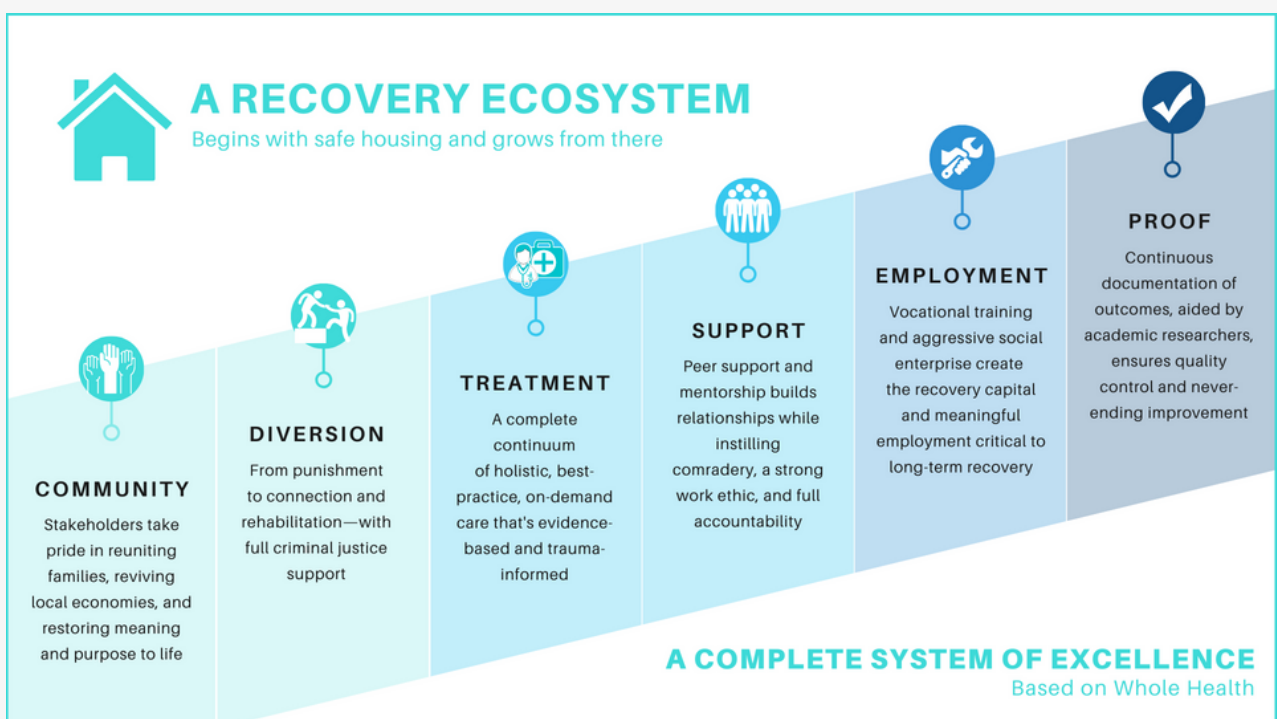 A RECOVERY ECOSYSTEM
Begins with safe housing and grows from there
COMMUNITY
Stakeholders take
pride in reuniting
families, reviving
local economies, and
restoring meaning
and purpose to life
DIVERSION
From punishment
to connection and
rehabilitation—with
full criminal justice
support
TREATMENT
A complete
continuum
of holistic, best-
practice, on-demand
care that's evidence-
based and trauma-
informed
SUPPORT
Peer support and
mentorship builds
relationships while
instilling
comradery, a strong
work ethic, and full
accountability
EMPLOYMENT
Vocational training
and aggressive social
enterprise create
the recovery capital
and meaningful
employment critical to
long-term recovery
PROOF
Continuous
documentation of
outcomes, aided by
academic researchers,
ensures quality
control and never-
ending improvement
A COMPLETE SYSTEM OF EXCELLENCE
Based on Whole Health